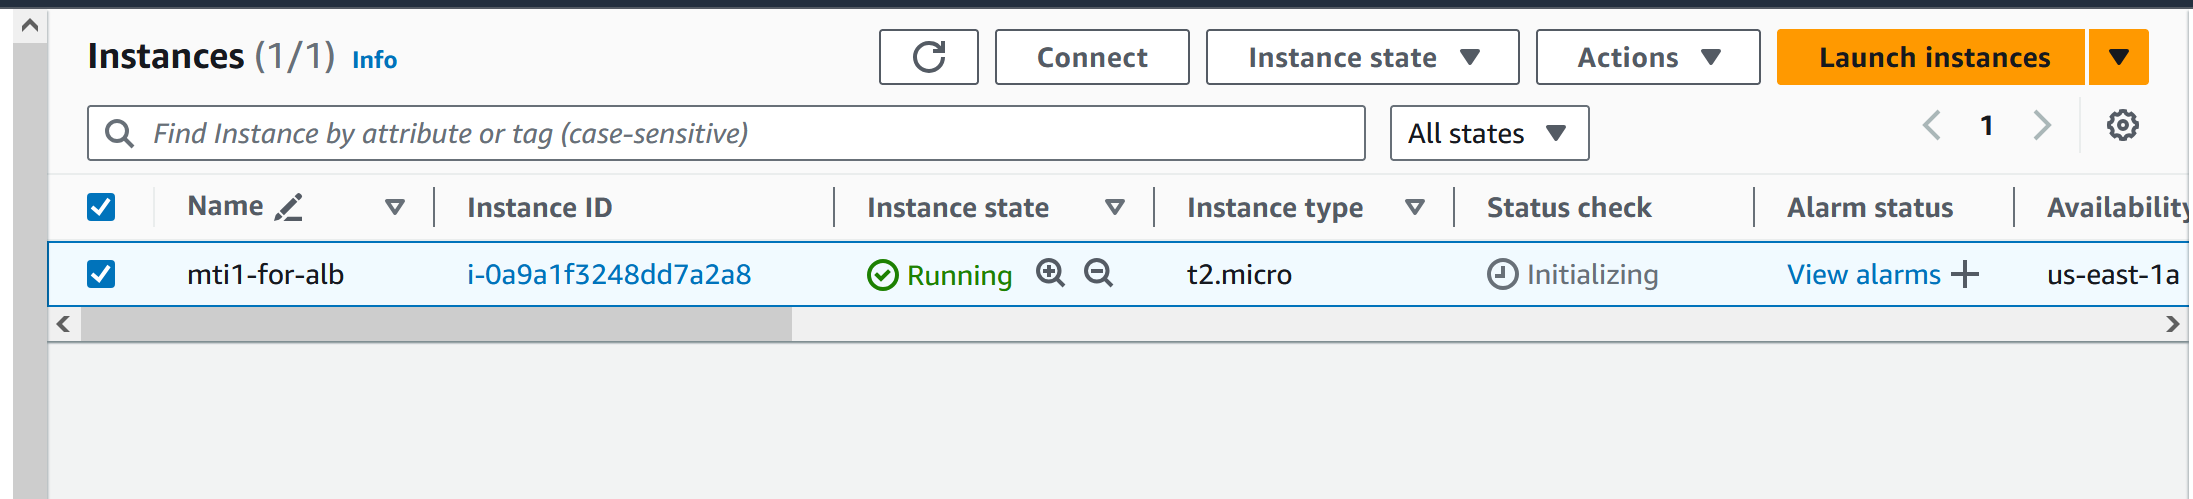 Instances (1/1) Info Connect Instance state Actions Launch instances
Find Instance by attribute or tag (case-sensitive) All states 1
Name Instance ID Instance state Instance type Status check Alarm status Availability
mti1-for-alb i-0a9a1f3248dd7a2a8 Running t2.micro Initializing View alarms us-east-1a